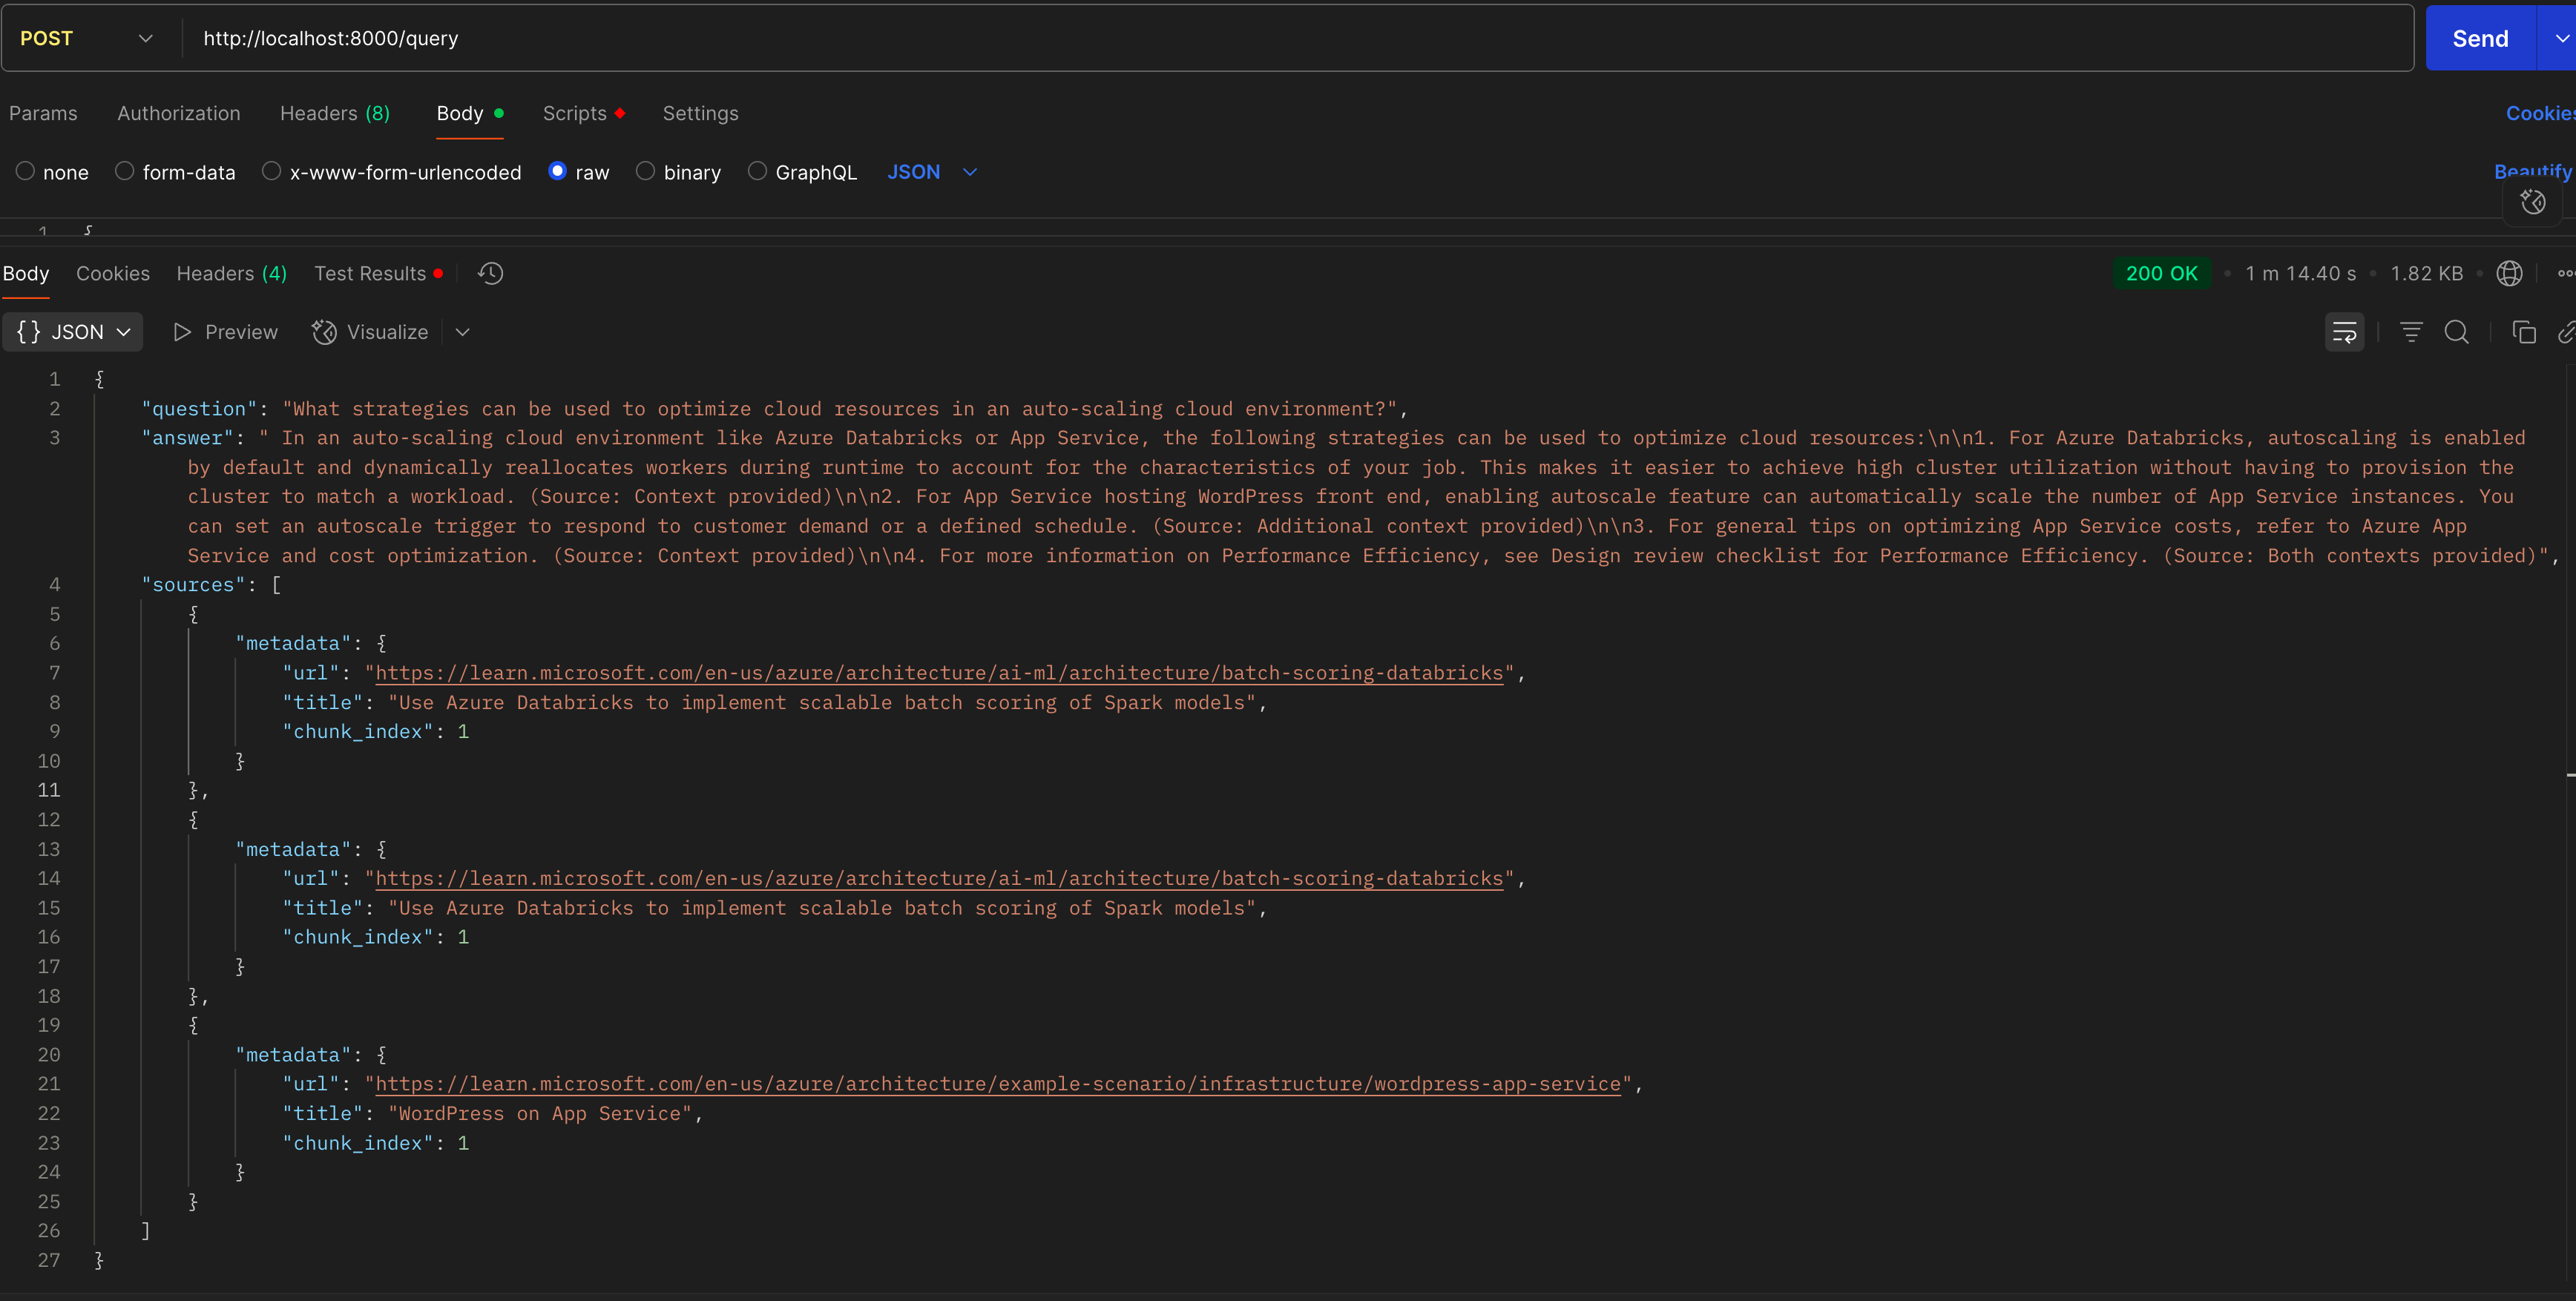 POST http://localhost:8000/query Send
Params Authorization Headers (8) Body Scripts Settings Cookies
none form-data x-www-form-urlencoded raw binary GraphQL JSON Beautify
1 {
Body Cookies Headers (4) Test Results 200 OK • 1 m 14.40 s • 1.82 KB •
{} JSON Preview Visualize
1 {
2 "question": "What strategies can be used to optimize cloud resources in an auto-scaling cloud environment?",
3 "answer": " In an auto-scaling cloud environment like Azure Databricks or App Service, the following strategies can be used to optimize cloud resources:\n\n1. For Azure Databricks, autoscaling is enabled
by default and dynamically reallocates workers during runtime to account for the characteristics of your job. This makes it easier to achieve high cluster utilization without having to provision the
cluster to match a workload. (Source: Context provided)\n\n2. For App Service hosting WordPress front end, enabling autoscale feature can automatically scale the number of App Service instances. You
can set an autoscale trigger to respond to customer demand or a defined schedule. (Source: Additional context provided)\n\n3. For general tips on optimizing App Service costs, refer to Azure App
Service and cost optimization. (Source: Context provided)\n\n4. For more information on Performance Efficiency, see Design review checklist for Performance Efficiency. (Source: Both contexts provided)",
4 "sources": [
5 {
6 "metadata": {
7 "url": "https://learn.microsoft.com/en-us/azure/architecture/ai-ml/architecture/batch-scoring-databricks",
8 "title": "Use Azure Databricks to implement scalable batch scoring of Spark models",
9 "chunk_index": 1
10 }
11 },
12 {
13 "metadata": {
14 "url": "https://learn.microsoft.com/en-us/azure/architecture/ai-ml/architecture/batch-scoring-databricks",
15 "title": "Use Azure Databricks to implement scalable batch scoring of Spark models",
16 "chunk_index": 1
17 }
18 },
19 {
20 "metadata": {
21 "url": "https://learn.microsoft.com/en-us/azure/architecture/example-scenario/infrastructure/wordpress-app-service",
22 "title": "WordPress on App Service",
23 "chunk_index": 1
24 }
25 }
26 ]
27 }